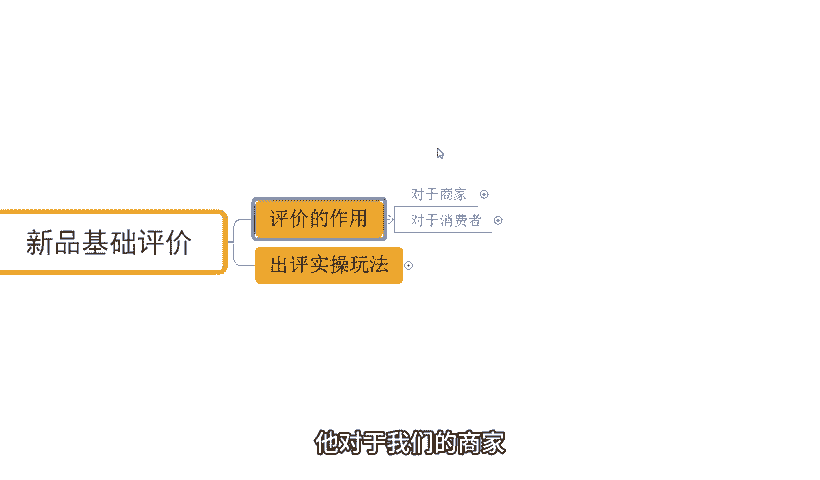 新品基础评价
评价的作用
对于商家
对于消费者
出评实操玩法
他对于我们的商家